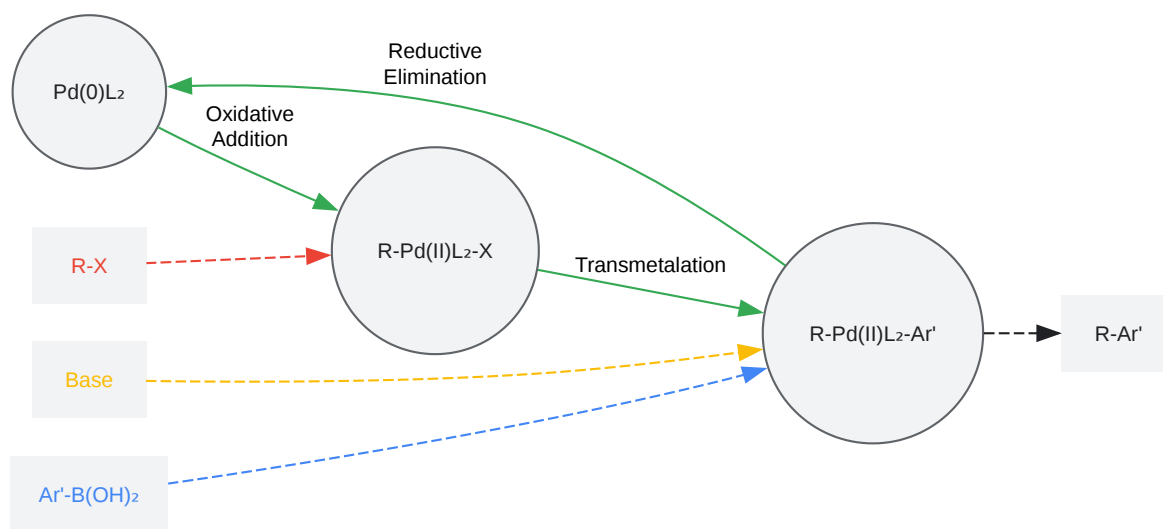 Reductive
Elimination
Pd(0)L₂
Oxidative
Addition
R-Pd(II)L₂-X
R-X
Transmetalation
R-Pd(II)L₂-Ar'
R-Ar'
Base
Ar'-B(OH)₂